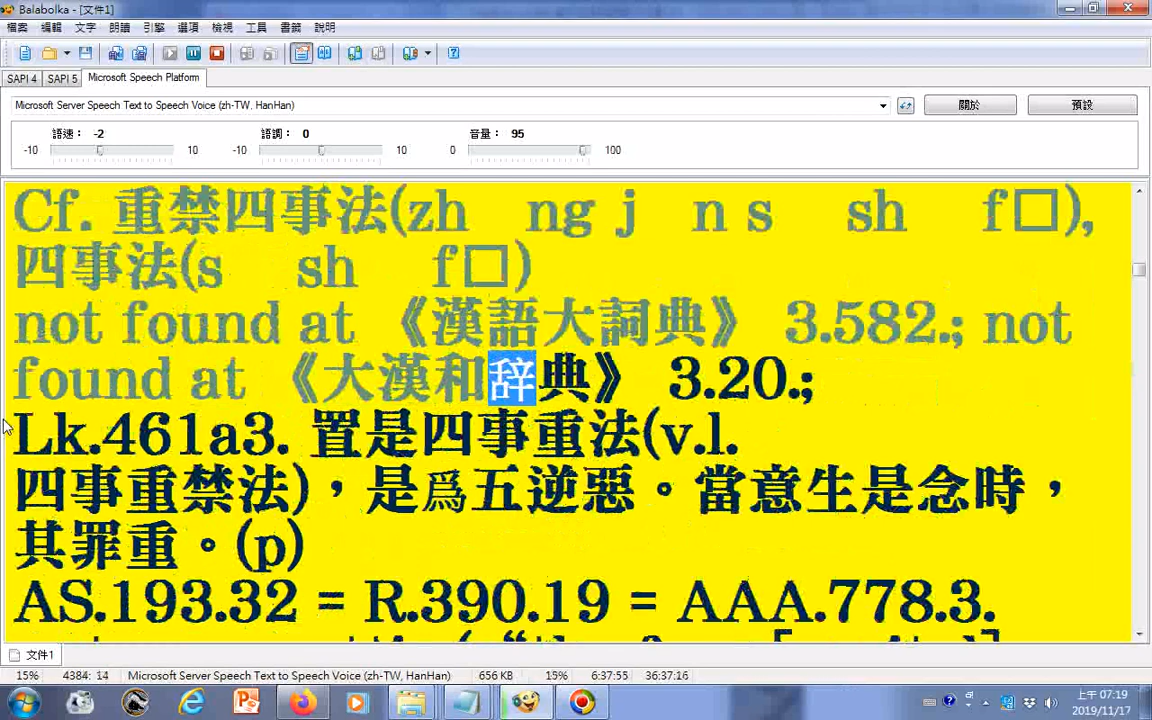 Balabolka - [文件1]
檔案 編輯 文字 朗讀 引擎 選項 檢視 工具 書籤 說明
SAPI 4 SAPI 5 Microsoft Speech Platform
Microsoft Server Speech Text to Speech Voice (zh-TW, HanHan) 關於 預設
語速： -2 語調： 0 音量： 95
-10 10 -10 10 0 100
Cf. 重禁四事法(zh ng j n s sh f□),
四事法(s sh f□)
not found at 《漢語大詞典》 3.582.; not
found at 《大漢和辞典》 3.20.;
Lk.461a3. 置是四事重法(v.l.
四事重禁法)，是爲五逆惡。當意生是念時，
其罪重。(p)
AS.193.32 = R.390.19 = AAA.778.3.
文件1
15% 4384: 14 Microsoft Server Speech Text to Speech Voice (zh-TW, HanHan) 656 KB 15% 6:37:55 36:37:16
上午 07:19
2019/11/17